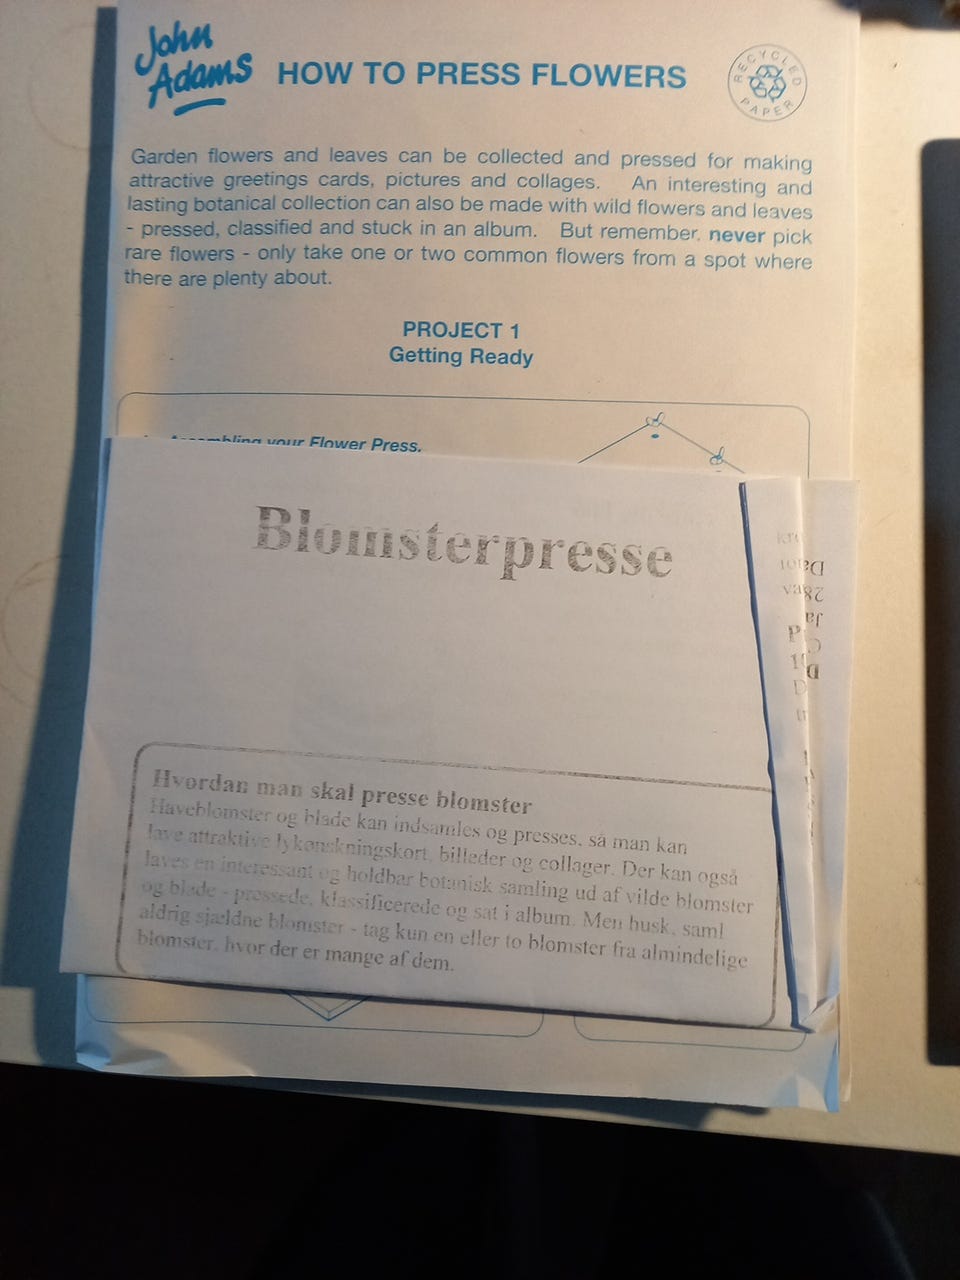 John
Adams
HOW TO PRESS FLOWERS
RECYCLED
PAPER
Garden flowers and leaves can be collected and pressed for making
attractive greetings cards, pictures and collages. An interesting and
lasting botanical collection can also be made with wild flowers and leaves
- pressed, classified and stuck in an album. But remember, never pick
rare flowers - only take one or two common flowers from a spot where
there are plenty about.
PROJECT 1
Getting Ready
Assembling your Flower Press.
Blomsterpresse
Hvordan man skal presse blomster
Haveblomster og blade kan indsamles og presses, så man kan
lave attraktive lykønskningskort, billeder og collager. Der kan også
laves en interessant og holdbar botanisk samling ud af vilde blomster
og blade - pressede, klassificerede og sat i album. Men husk, saml
aldrig sjældne blomster - tag kun en eller to blomster fra almindelige
blomster, hvor der er mange af dem.